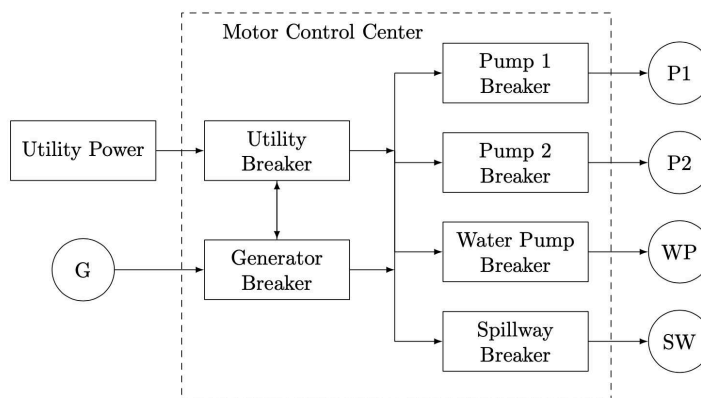 Motor Control Center
Pump 1
Breaker
P1
Utility Power
Utility
Breaker
Pump 2
Breaker
P2
G
Generator
Breaker
Water Pump
Breaker
WP
Spillway
Breaker
SW